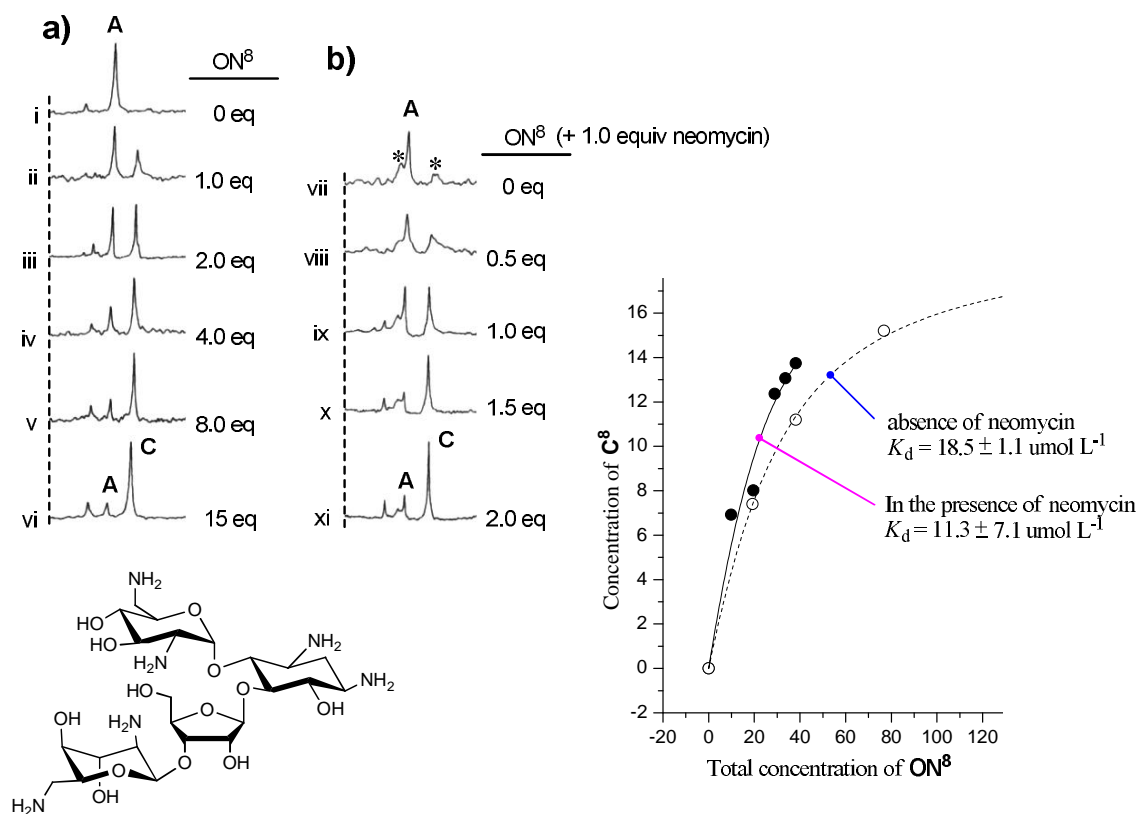 a)
A
ON⁸
i
0 eq
ii
1.0 eq
iii
2.0 eq
iv
4.0 eq
v
8.0 eq
C
A
vi
15 eq
b)
A
ON⁸ (+ 1.0 equiv neomycin)
* *
vii
0 eq
viii
0.5 eq
ix
1.0 eq
x
1.5 eq
C
A
xi
2.0 eq
NH₂
HO
O
HO
H₂N
O
NH₂
NH₂
O
OH
HO
O
OH
H₂N
O
OH
O
OH
H₂N
Concentration of C⁸
16
14
12
10
8
6
4
2
0
-2
-20 0 20 40 60 80 100 120
Total concentration of ON⁸
absence of neomycin
Kd = 18.5 ± 1.1 umol L⁻¹
In the presence of neomycin
Kd = 11.3 ± 7.1 umol L⁻¹